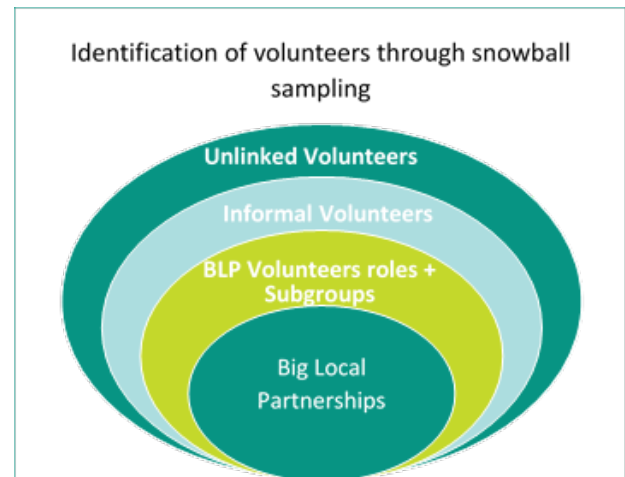 Identification of volunteers through snowball
sampling
Unlinked Volunteers
Informal Volunteers
BLP Volunteers roles +
Subgroups
Big Local
Partnerships